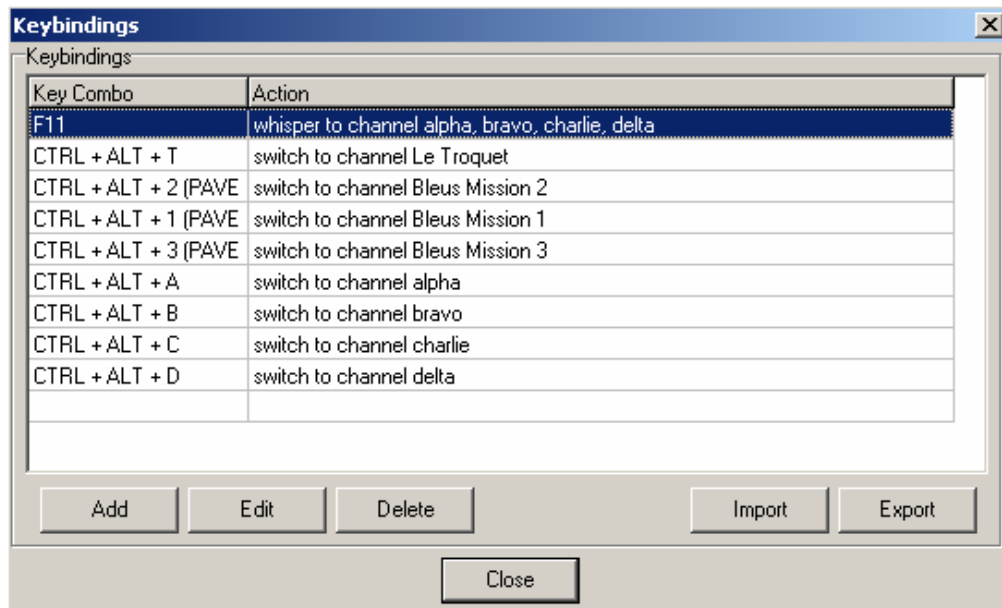 Keybindings
Keybindings
Key Combo Action
F11 whisper to channel alpha, bravo, charlie, delta
CTRL + ALT + T switch to channel Le Troquet
CTRL + ALT + 2 (PAVE switch to channel Bleus Mission 2
CTRL + ALT + 1 (PAVE switch to channel Bleus Mission 1
CTRL + ALT + 3 (PAVE switch to channel Bleus Mission 3
CTRL + ALT + A switch to channel alpha
CTRL + ALT + B switch to channel bravo
CTRL + ALT + C switch to channel charlie
CTRL + ALT + D switch to channel delta
Add Edit Delete Import Export
Close